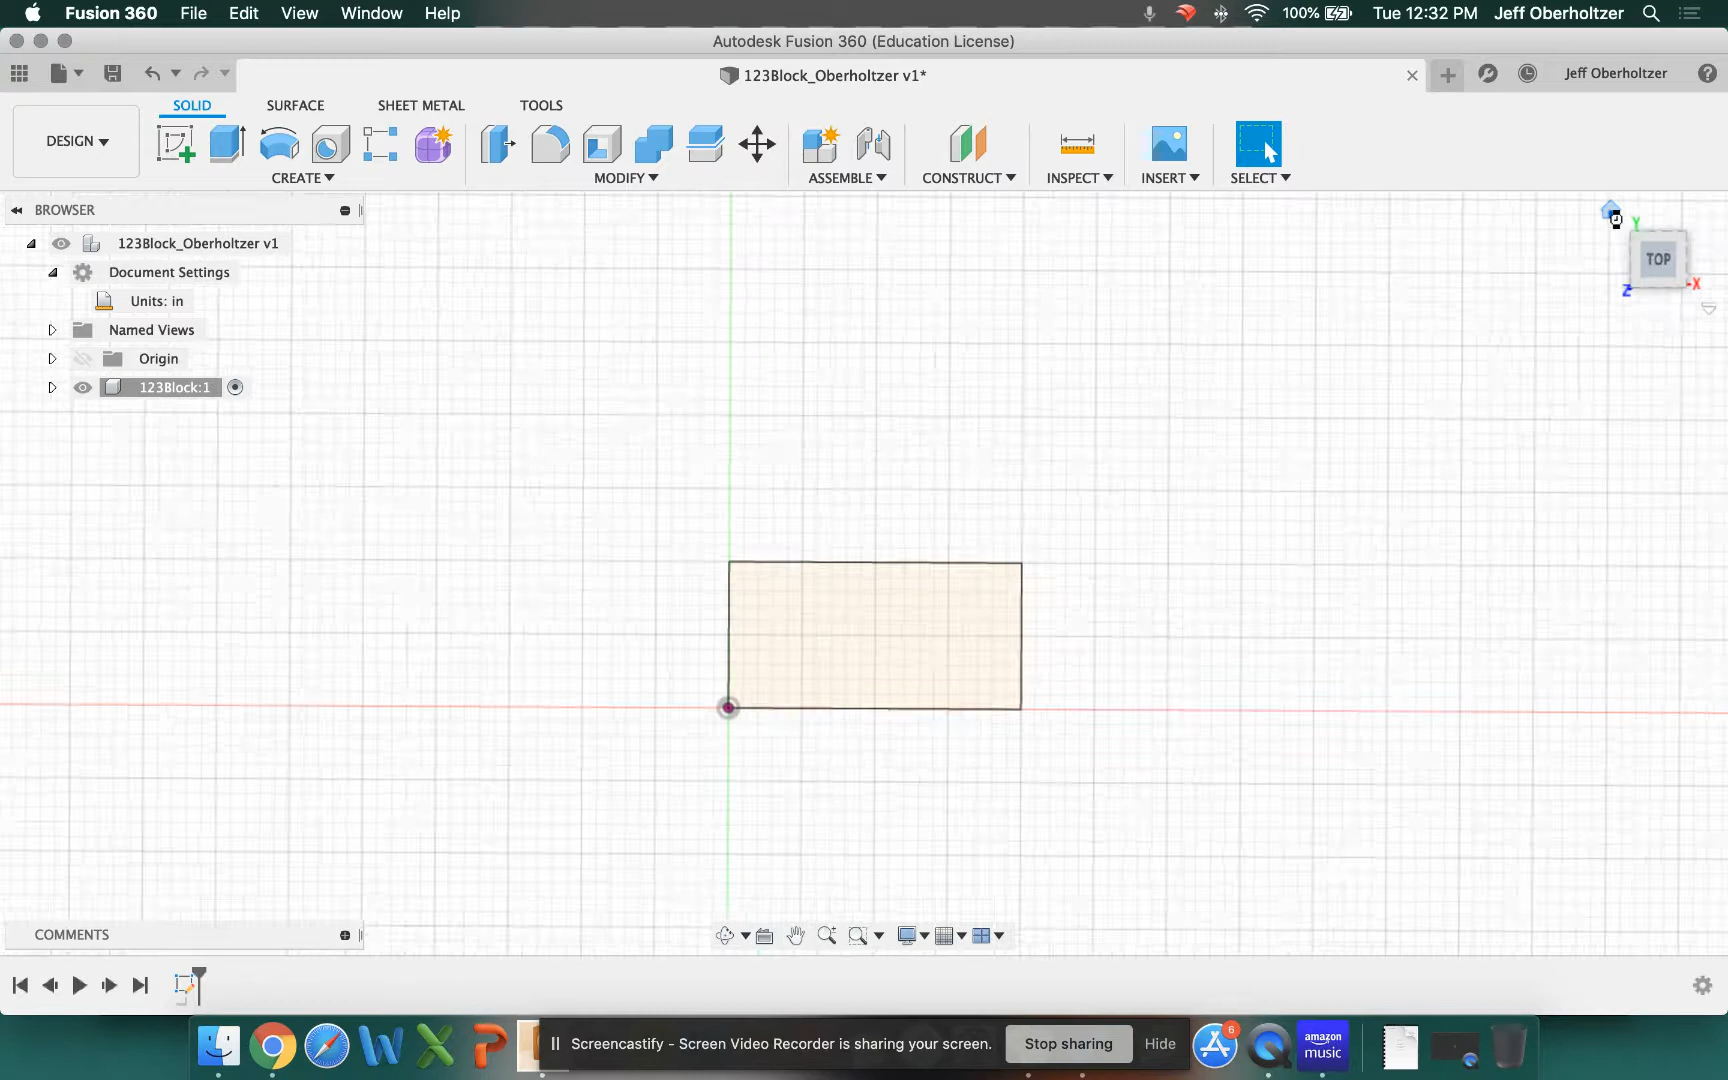 Fusion 360 File Edit View Window Help 100% Tue 12:32 PM Jeff Oberholtzer
Autodesk Fusion 360 (Education License)
123Block_Oberholtzer v1* Jeff Oberholtzer
SOLID SURFACE SHEET METAL TOOLS
DESIGN
CREATE MODIFY ASSEMBLE CONSTRUCT INSPECT INSERT SELECT
BROWSER
123Block_Oberholtzer v1
Document Settings
Units: in
Named Views
Origin
123Block:1
Y
TOP
Z
-X
COMMENTS
Screencastify - Screen Video Recorder is sharing your screen. Stop sharing Hide
6
amazon
music